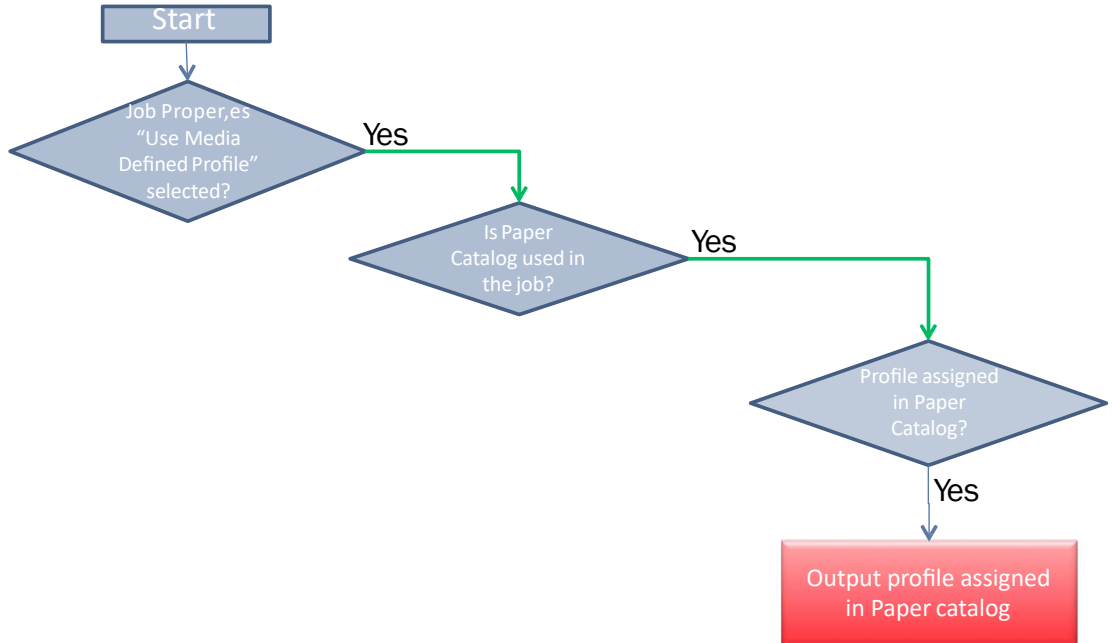 Start
Job Proper,es
“Use Media
Defined Profile”
selected?
Yes
Is Paper
Catalog used in
the job?
Yes
Profile assigned
in Paper
Catalog?
Yes
Output profile assigned
in Paper catalog